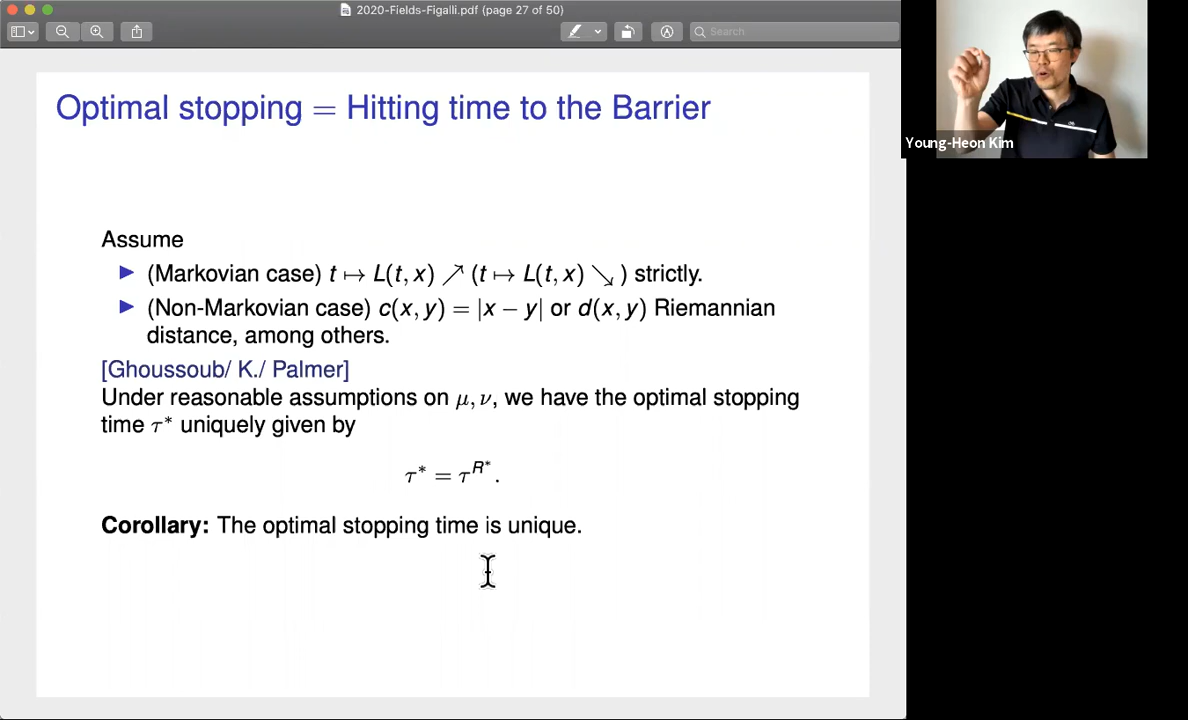 2020-Fields-Figalli.pdf (page 27 of 50)
Search
Optimal stopping = Hitting time to the Barrier
Young-Heon Kim
Assume
▶ (Markovian case) t ↦ L(t, x) ↗ (t ↦ L(t, x) ↘ ) strictly.
▶ (Non-Markovian case) c(x, y) = |x − y| or d(x, y) Riemannian
distance, among others.
[Ghoussoub/ K./ Palmer]
Under reasonable assumptions on μ, ν, we have the optimal stopping
time τ* uniquely given by
τ* = τ^{R*}.
Corollary: The optimal stopping time is unique.